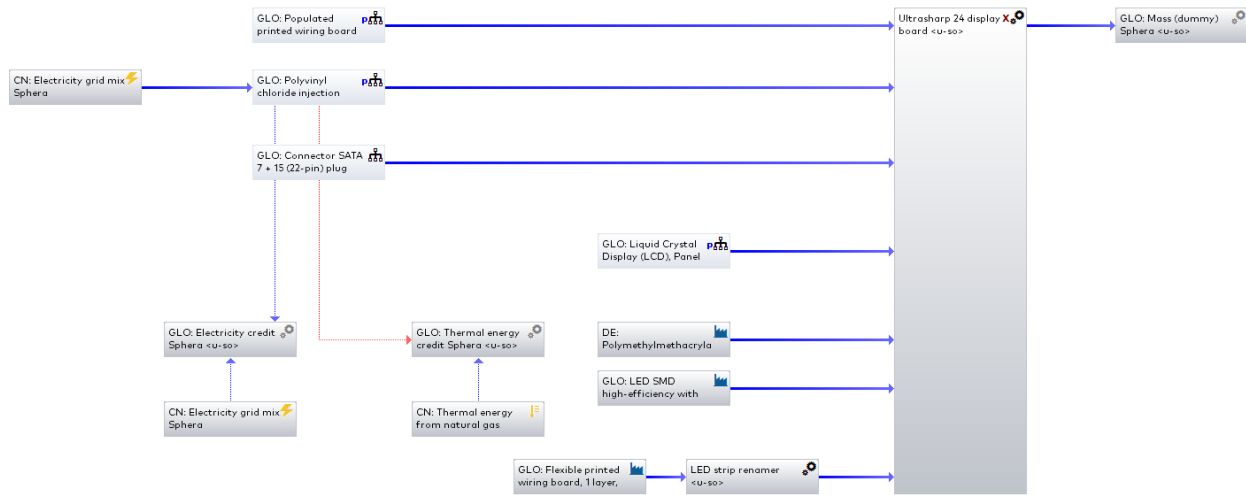 GLO: Populated
printed wiring board
p
Ultrasharp 24 display
board <u-so>
X
GLO: Mass (dummy)
Sphera <u-so>
CN: Electricity grid mix
Sphera
GLO: Polyvinyl
chloride injection
p
GLO: Connector SATA
7 + 15 (22-pin) plug
GLO: Liquid Crystal
Display (LCD), Panel
p
GLO: Electricity credit
Sphera <u-so>
GLO: Thermal energy
credit Sphera <u-so>
DE:
Polymethylmethacryla
GLO: LED SMD
high-efficiency with
CN: Electricity grid mix
Sphera
CN: Thermal energy
from natural gas
GLO: Flexible printed
wiring board, 1 layer,
LED strip renamer
<u-so>